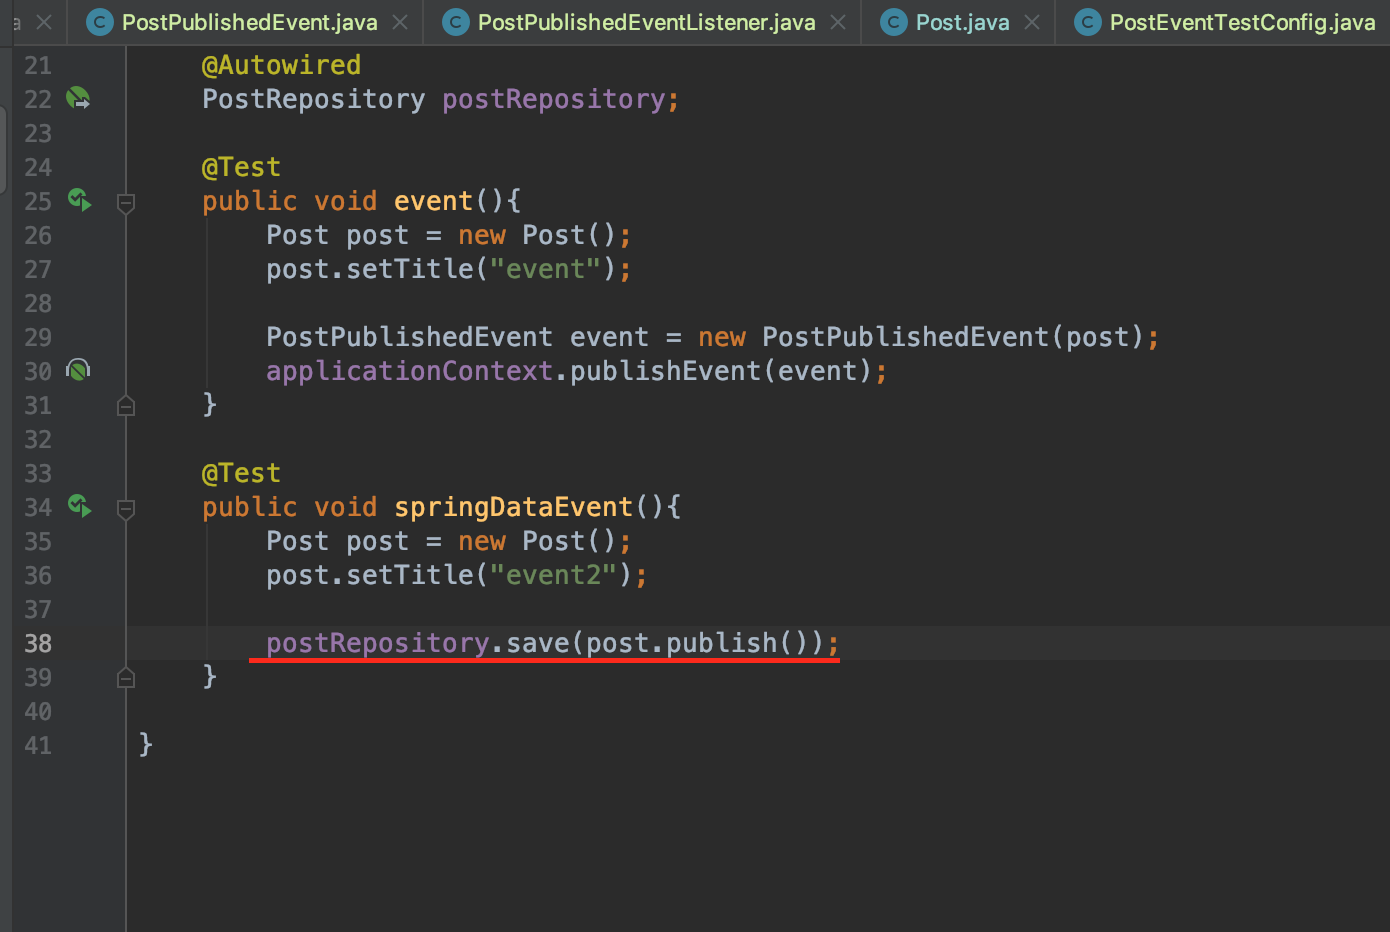 a PostPublishedEvent.java PostPublishedEventListener.java Post.java PostEventTestConfig.java
21 @Autowired
22 PostRepository postRepository;
23
24 @Test
25 public void event(){
26 Post post = new Post();
27 post.setTitle("event");
28
29 PostPublishedEvent event = new PostPublishedEvent(post);
30 applicationContext.publishEvent(event);
31 }
32
33 @Test
34 public void springDataEvent(){
35 Post post = new Post();
36 post.setTitle("event2");
37
38 postRepository.save(post.publish());
39 }
40
41 }